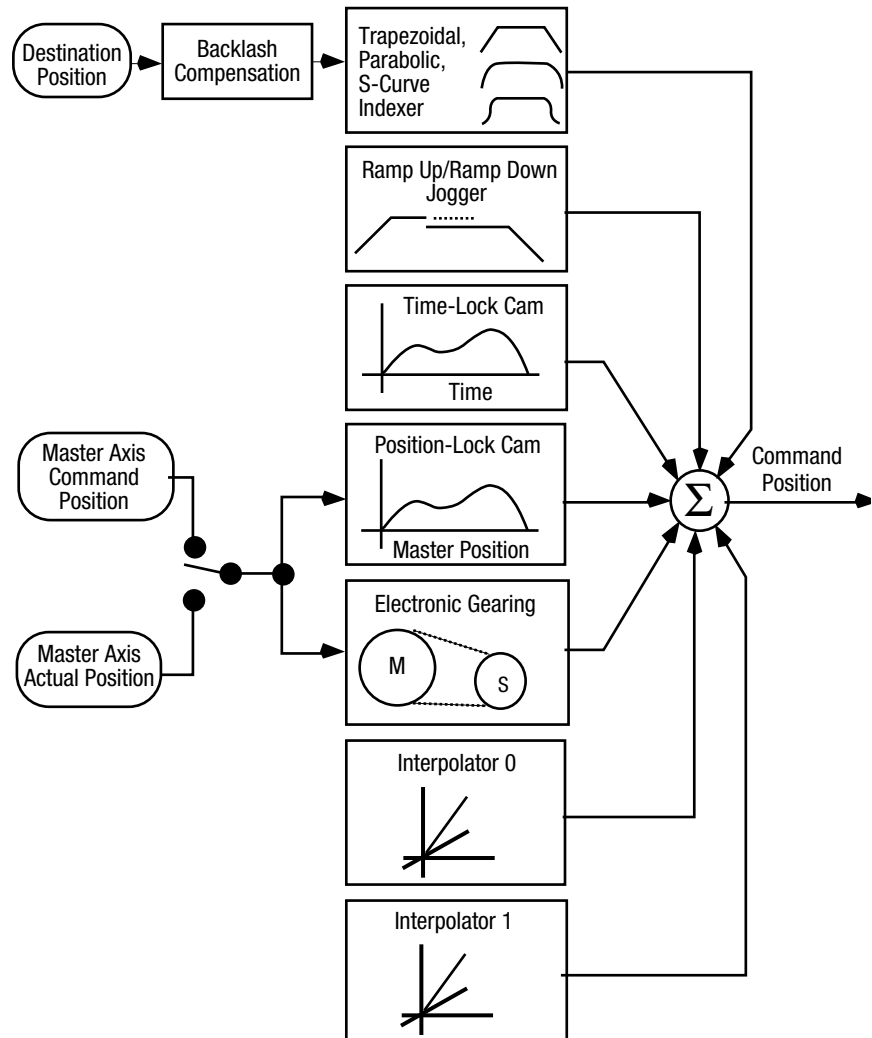 Destination
Position
Backlash
Compensation
Trapezoidal,
Parabolic,
S-Curve
Indexer
Ramp Up/Ramp Down
Jogger
Time-Lock Cam
Time
Master Axis
Command
Position
Position-Lock Cam
Master Position
Σ
Command
Position
Master Axis
Actual Position
Electronic Gearing
M
S
Interpolator 0
Interpolator 1